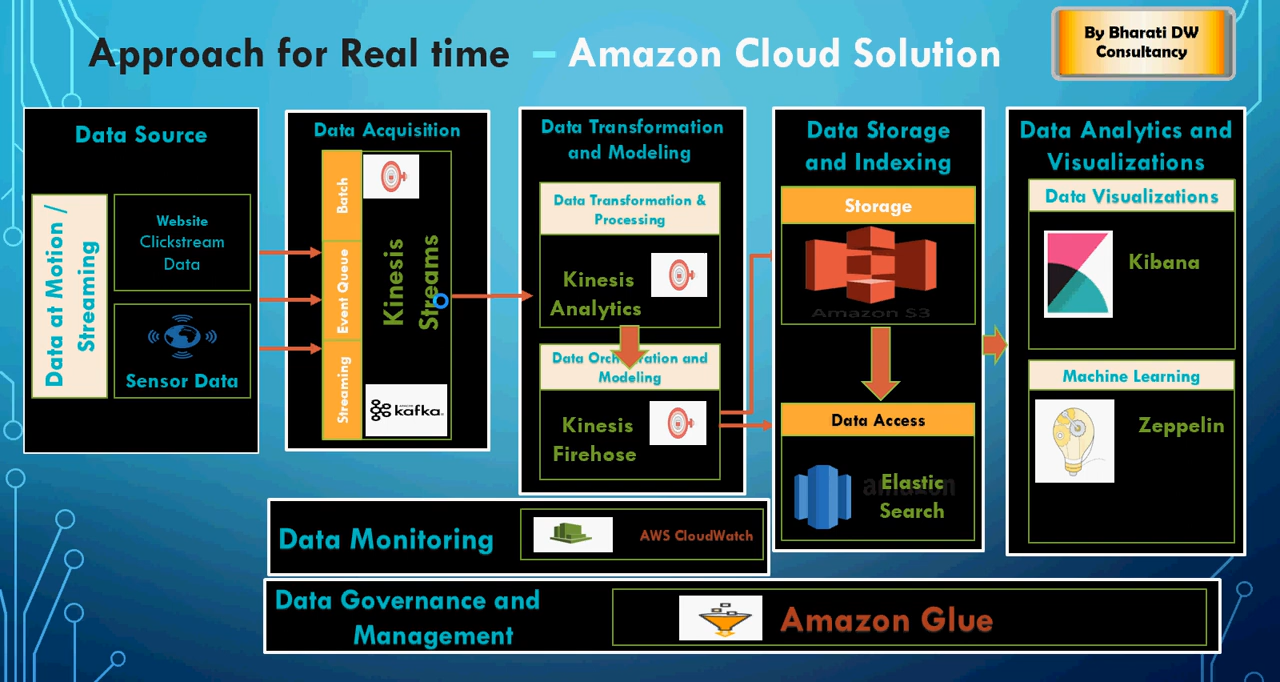 Approach for Real time – Amazon Cloud Solution
By Bharati DW
Consultancy
Data Source
Data at Motion /
Streaming
Website
Clickstream
Data
Sensor Data
Data Acquisition
Batch
Event Queue
Streaming
Kinesis
Streams
kafka
Data Transformation
and Modeling
Data Transformation &
Processing
Kinesis
Analytics
Data Orchestration and
Modeling
Kinesis
Firehose
Data Storage
and Indexing
Storage
Amazon S3
Data Access
amazon
Elastic
Search
Data Analytics and
Visualizations
Data Visualizations
Kibana
Machine Learning
Zeppelin
Data Monitoring
AWS CloudWatch
Data Governance and
Management
Amazon Glue